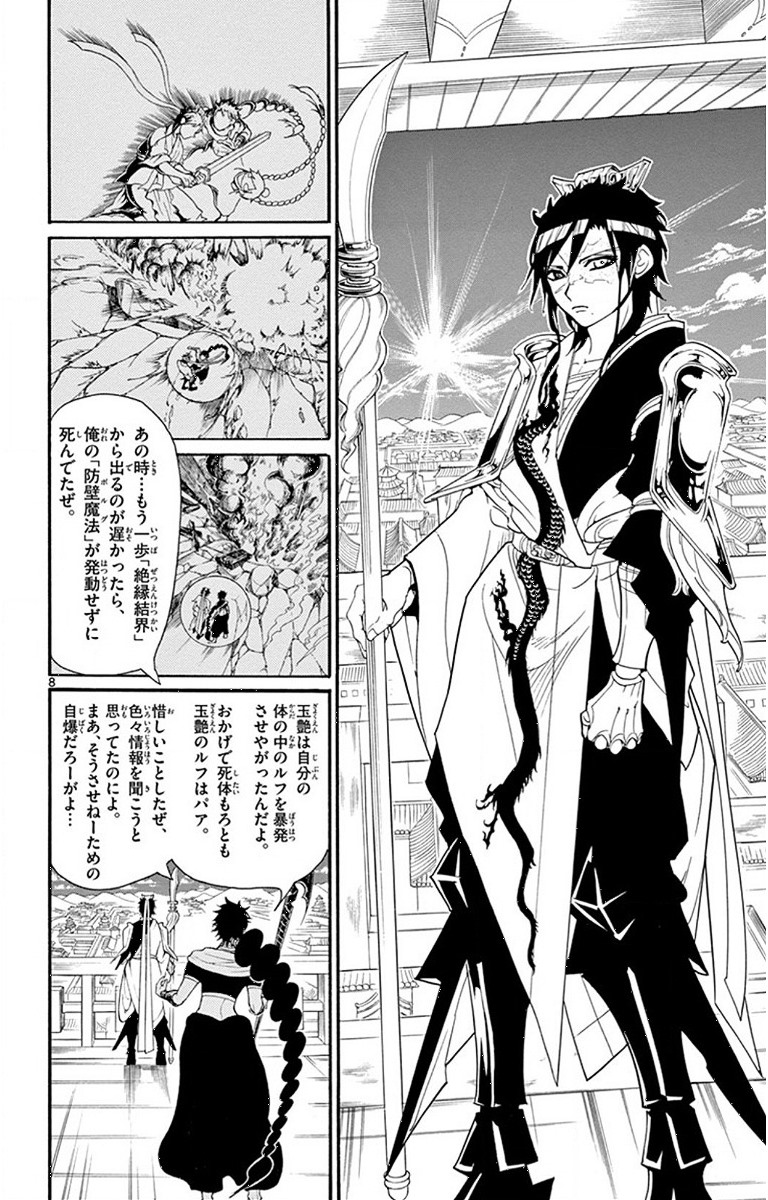 あの時…もう一歩「絶縁結界」
から出るのが遅かったら、
俺の「防壁魔法」が発動せずに
死んでたぜ。
8
玉艶は自分の
体の中のルフを暴発
させやがったんだよ。
おかげで死体もろとも
玉艶のルフはパア。
惜しいことしたぜ、
色々情報を聞こうと
思ってたのによ。
まあ、そうさせねーための
自爆だろーがよ…